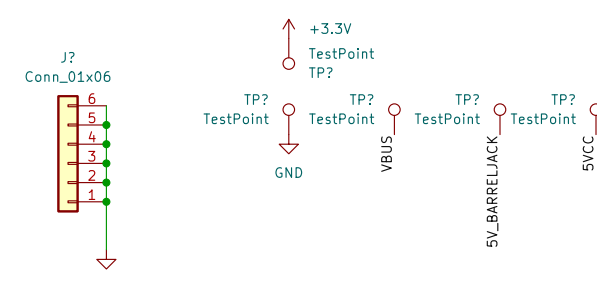 +3.3V
TestPoint
TP?
J?
Conn_01x06
6
5
4
3
2
1
TP?
TestPoint
GND
TP?
TestPoint
VBUS
TP?
TestPoint
5V_BARRELJACK
TP?
TestPoint
5VCC